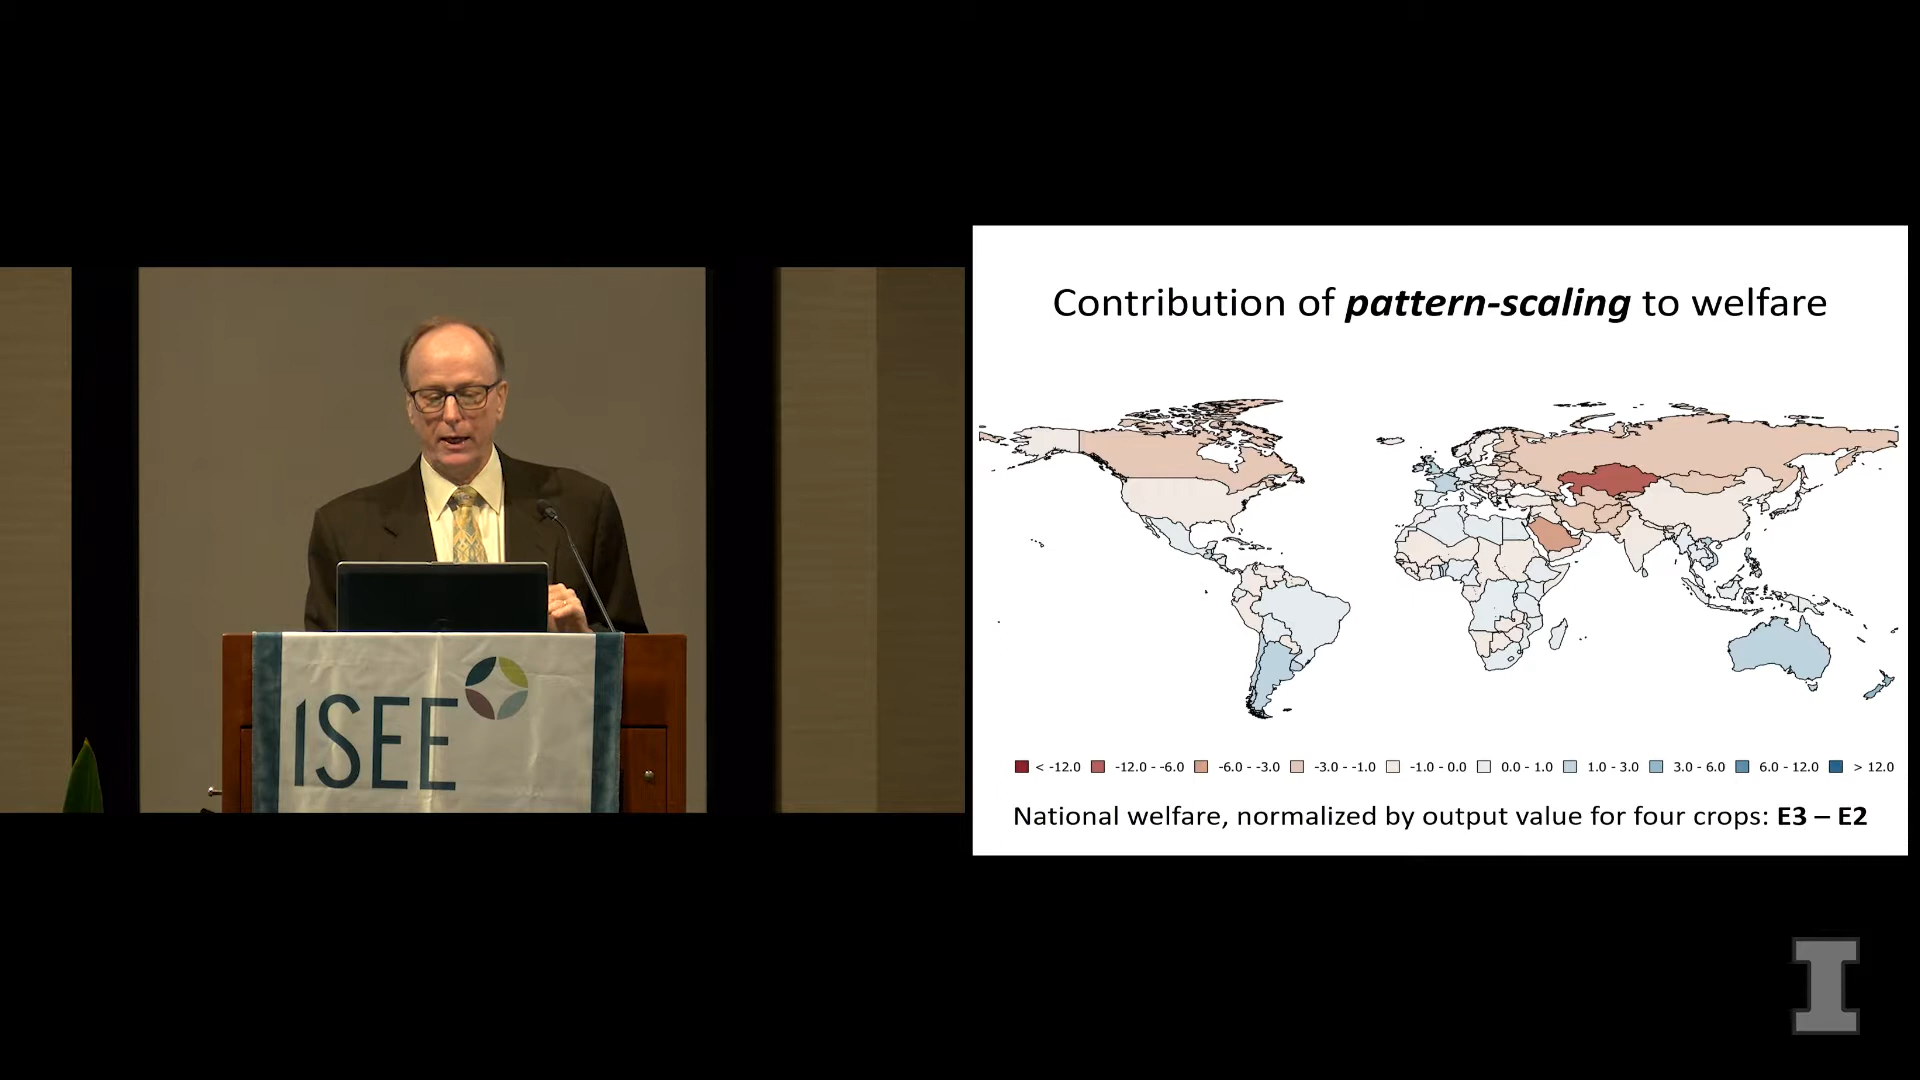 Contribution of pattern-scaling to welfare
< -12.0 -12.0 - -6.0 -6.0 - -3.0 -3.0 - -1.0 -1.0 - 0.0 0.0 - 1.0 1.0 - 3.0 3.0 - 6.0 6.0 - 12.0 > 12.0
National welfare, normalized by output value for four crops: E3 – E2
iSEE
I